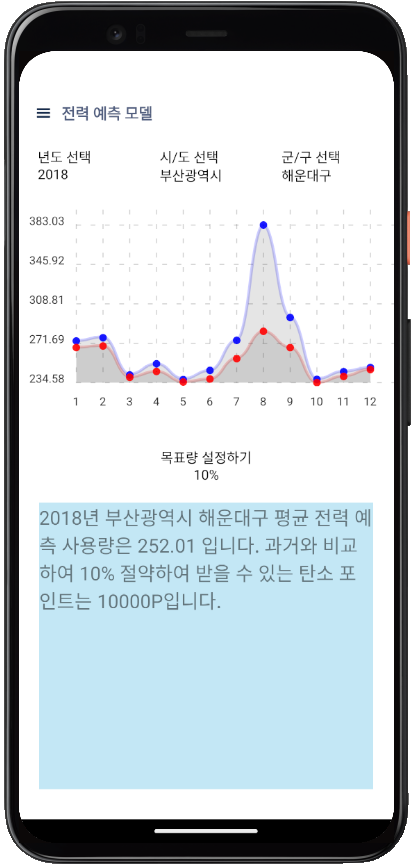 전력 예측 모델
년도 선택 시/도 선택 군/구 선택
2018 부산광역시 해운대구
383.03
345.92
308.81
271.69
234.58
1 2 3 4 5 6 7 8 9 10 11 12
목표량 설정하기
10%
2018년 부산광역시 해운대구 평균 전력 예
측 사용량은 252.01 입니다. 과거와 비교
하여 10% 절약하여 받을 수 있는 탄소 포
인트는 10000P입니다.